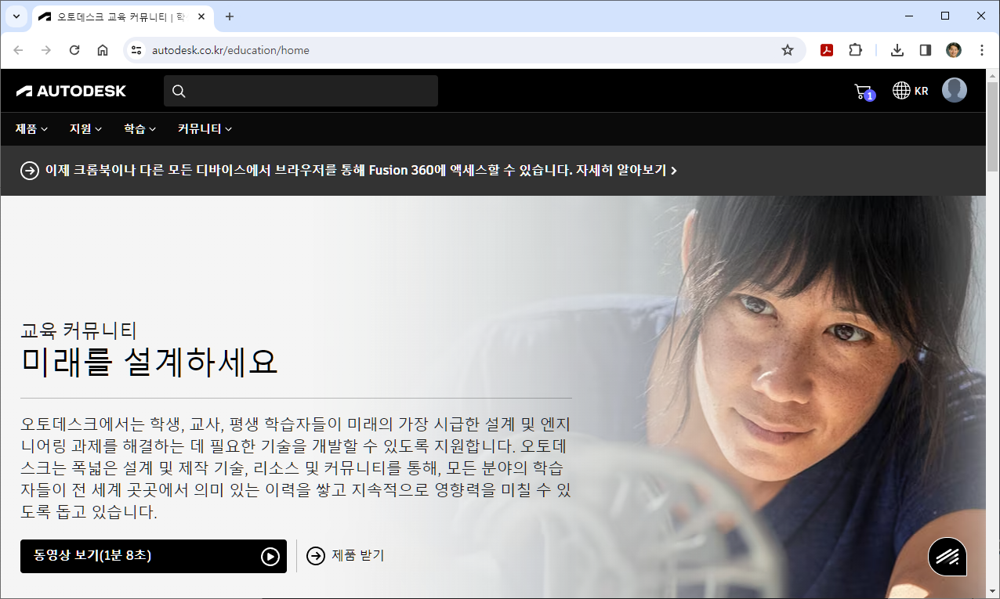 오토데스크 교육 커뮤니티 | 학
autodesk.co.kr/education/home
AUTODESK
1
KR
제품 지원 학습 커뮤니티
이제 크롬북이나 다른 모든 디바이스에서 브라우저를 통해 Fusion 360에 액세스할 수 있습니다. 자세히 알아보기
교육 커뮤니티
미래를 설계하세요
오토데스크에서는 학생, 교사, 평생 학습자들이 미래의 가장 시급한 설계 및 엔지
니어링 과제를 해결하는 데 필요한 기술을 개발할 수 있도록 지원합니다. 오토데
스크는 폭넓은 설계 및 제작 기술, 리소스 및 커뮤니티를 통해, 모든 분야의 학습
자들이 전 세계 곳곳에서 의미 있는 이력을 쌓고 지속적으로 영향력을 미칠 수 있
도록 돕고 있습니다.
동영상 보기(1분 8초)
제품 받기